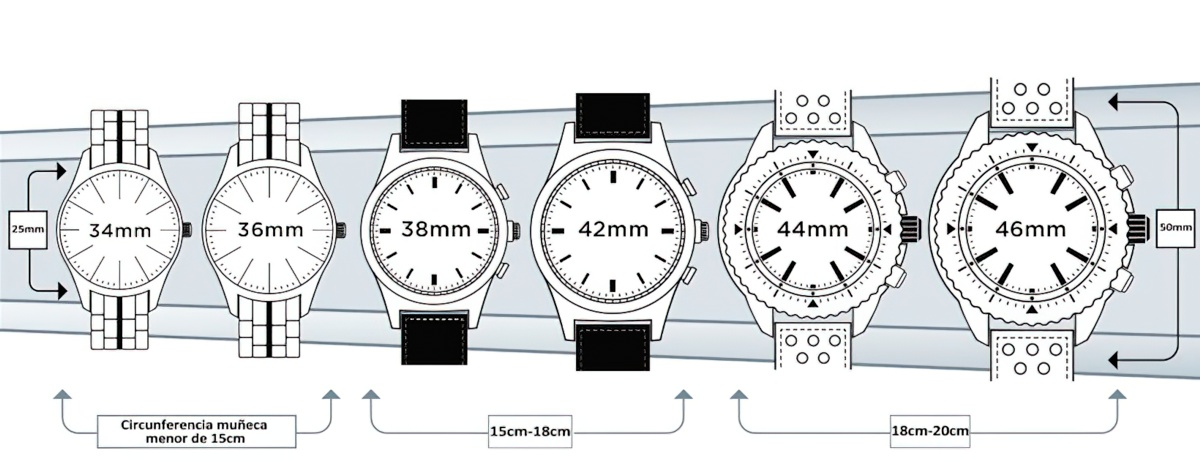 34mm
36mm
38mm
42mm
44mm
46mm
25mm
50mm
Circunferencia muñeca
menor de 15cm
15cm-18cm
18cm-20cm